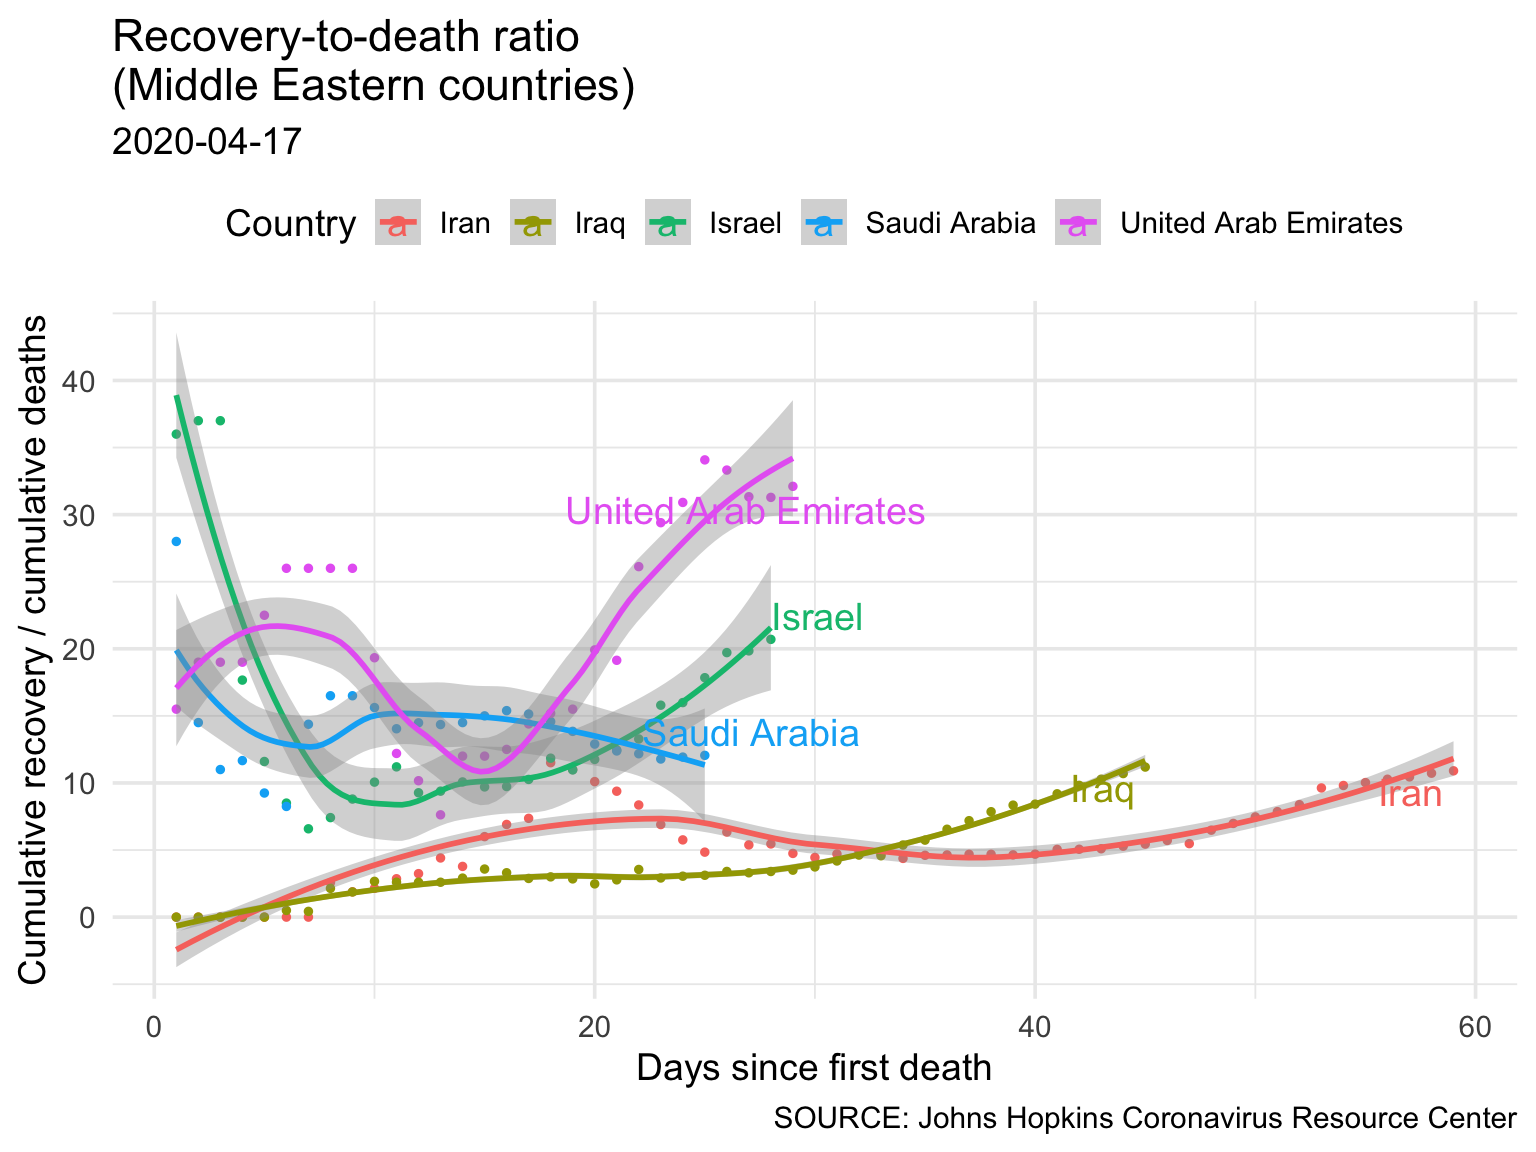 Recovery-to-death ratio
(Middle Eastern countries)
2020-04-17
Country a Iran a Iraq a Israel a Saudi Arabia a United Arab Emirates
Cumulative recovery / cumulative deaths
40
30
20
10
0
United Arab Emirates
Israel
Saudi Arabia
Iraq
Iran
0 20 40 60
Days since first death
SOURCE: Johns Hopkins Coronavirus Resource Center